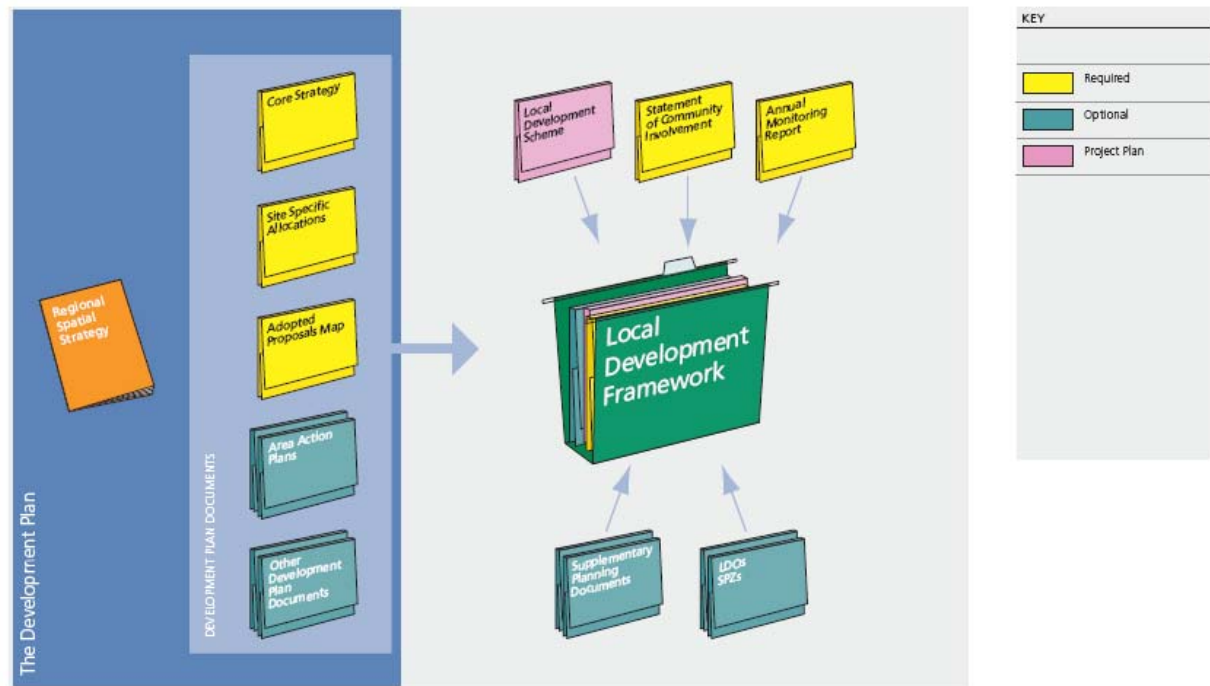 The Development Plan
Regional
Spatial
Strategy
DEVELOPMENT PLAN DOCUMENTS
Core Strategy
Site Specific
Allocations
Adopted
Proposals Map
Area Action
Plans
Other
Development
Plan
Documents
Local
Development
Scheme
Statement
of Community
Involvement
Annual
Monitoring
Report
Local
Development
Framework
Supplementary
Planning
Documents
LDOs
SPZs
KEY
Required
Optional
Project Plan